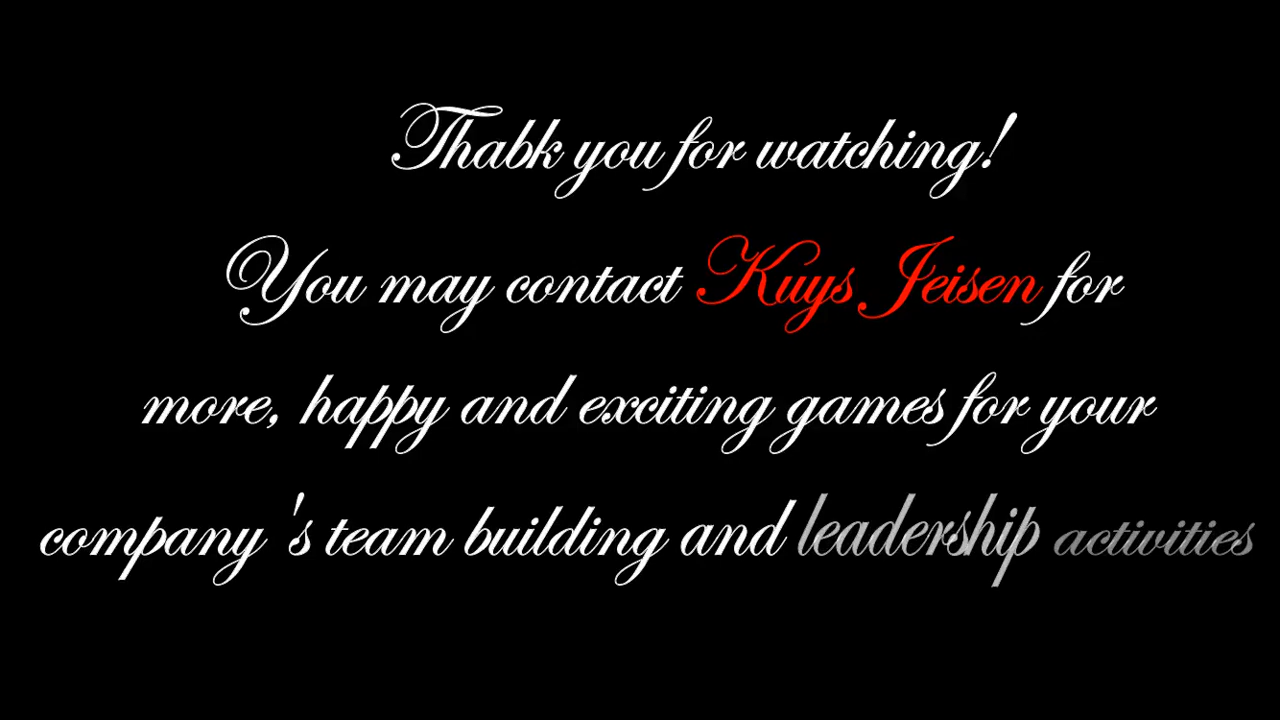 Thabk you for watching!
You may contact Kuys Jeisen for
more, happy and exciting games for your
company 's team building and leadership activities